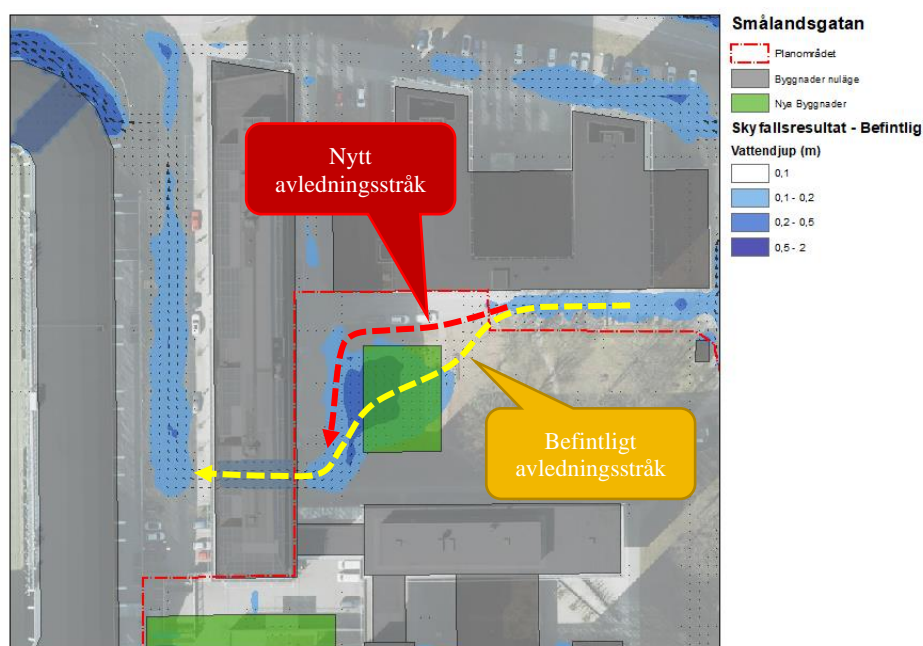 Smålandsgatan
Planområdet
Byggnader nuläge
Nya Byggnader
Skyfallsresultat - Befintlig
Vattendjup (m)
0,1
0,1 - 0,2
0,2 - 0,5
0,5 - 2
Nytt
avledningsstråk
Befintligt
avledningsstråk